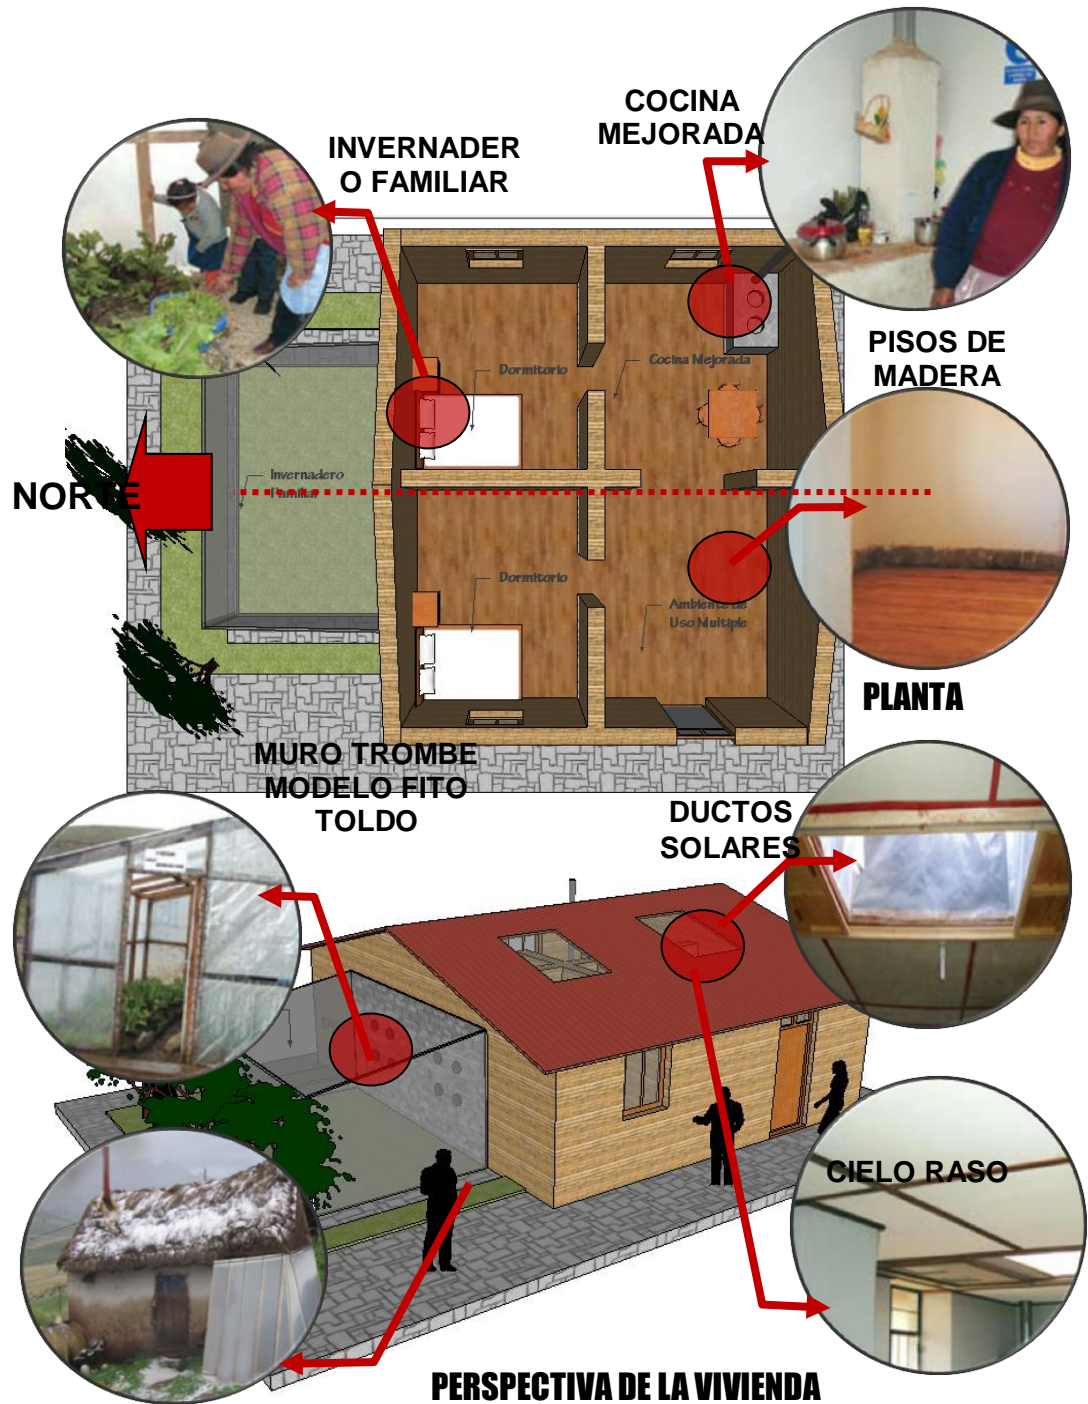 COCINA
MEJORADA
INVERNADER
O FAMILIAR
PISOS DE
MADERA
Dormitorio
Cocina Mejorada
Invernadero
Familiar
NORTE
Dormitorio
Ambiente de
Uso Multiple
PLANTA
MURO TROMBE
MODELO FITO
TOLDO
DUCTOS
SOLARES
CIELO RASO
PERSPECTIVA DE LA VIVIENDA